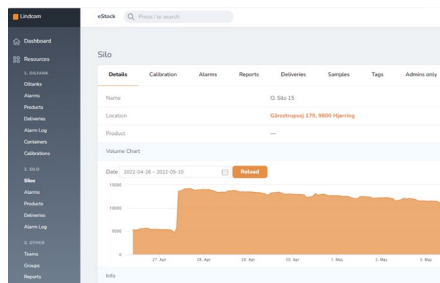 Lindcom
eStock
Press / to search
Dashboard
Resources
1. OILTANK
Oiltanks
Alarms
Products
Deliveries
Alarm Log
Containers
Calibrations
2. SILO
Silos
Alarms
Products
Deliveries
Alarm Log
3. OTHER
Teams
Groups
Reports
Silo
Details Calibration Alarms Reports Deliveries Samples Tags Admins only
Name O. Silo 15
Location Gårestrupvej 179, 9800 Hjørring
Product —
Volume Chart
Date 2022-04-26 - 2022-05-10 Reload
15000
10000
5000
0
27. Apr 28. Apr 29. Apr 30. Apr 1. May 2. May 3. May 4. May
Info